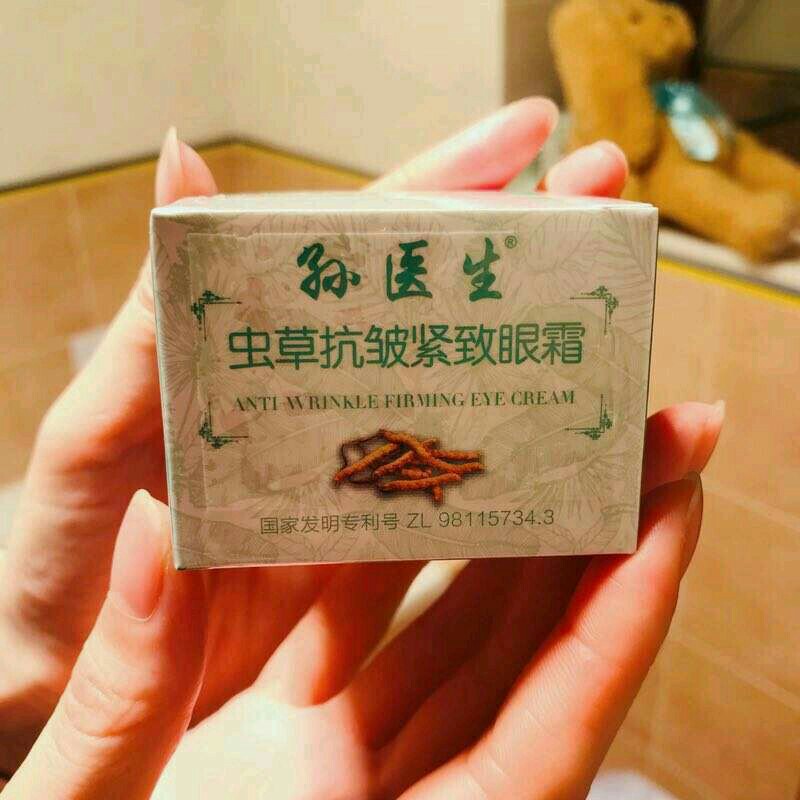 孙医生®
虫草抗皱紧致眼霜
ANTI-WRINKLE FIRMING EYE CREAM
国家发明专利号 ZL 98115734.3